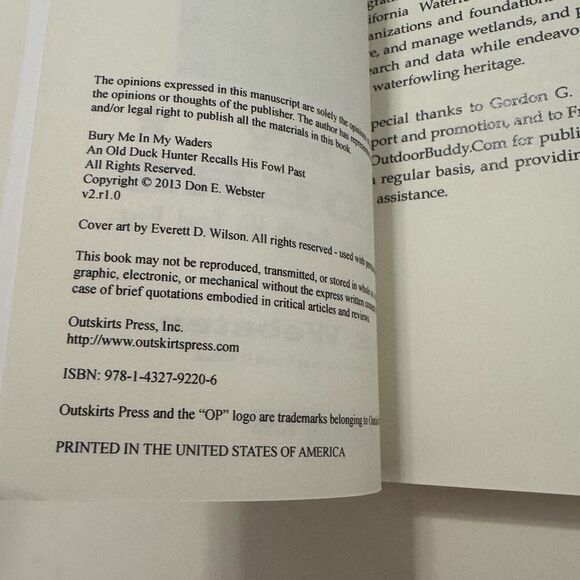 The opinions expressed in this manuscript are solely the opinions
the opinions or thoughts of the publisher. The author has represented
and/or legal right to publish all the materials in this book.
Bury Me In My Waders
An Old Duck Hunter Recalls His Fowl Past
All Rights Reserved.
Copyright © 2013 Don E. Webster
v2.r1.0
Cover art by Everett D. Wilson. All rights reserved - used with
This book may not be reproduced, transmitted, or stored in whole or
graphic, electronic, or mechanical without the express written
case of brief quotations embodied in critical articles and reviews.
Outskirts Press, Inc.
http://www.outskirtspress.com
ISBN: 978-1-4327-9220-6
Outskirts Press and the “OP” logo are trademarks belonging to
PRINTED IN THE UNITED STATES OF AMERICA
ifornia
anizations and foundations
e, and manage wetlands, and
arch and data while endeavo
waterfowling heritage.
pecial thanks to Gordon G.
port and promotion, and to
OutdoorBuddy.Com for publi
regular basis, and providing
assistance.